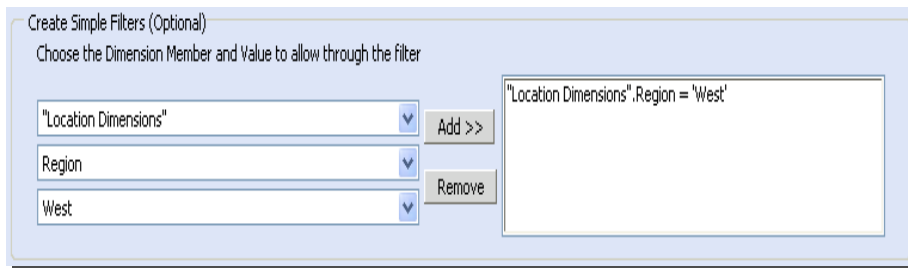 Create Simple Filters (Optional)
Choose the Dimension Member and Value to allow through the filter
"Location Dimensions"
Region
West
Add >>
Remove
"Location Dimensions".Region = 'West'